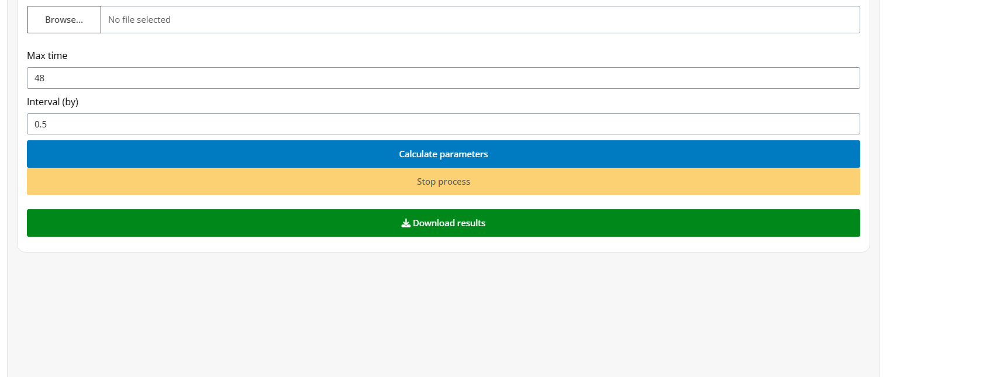 Browse... No file selected
Max time
48
Interval (by)
0.5
Calculate parameters
Stop process
Download results